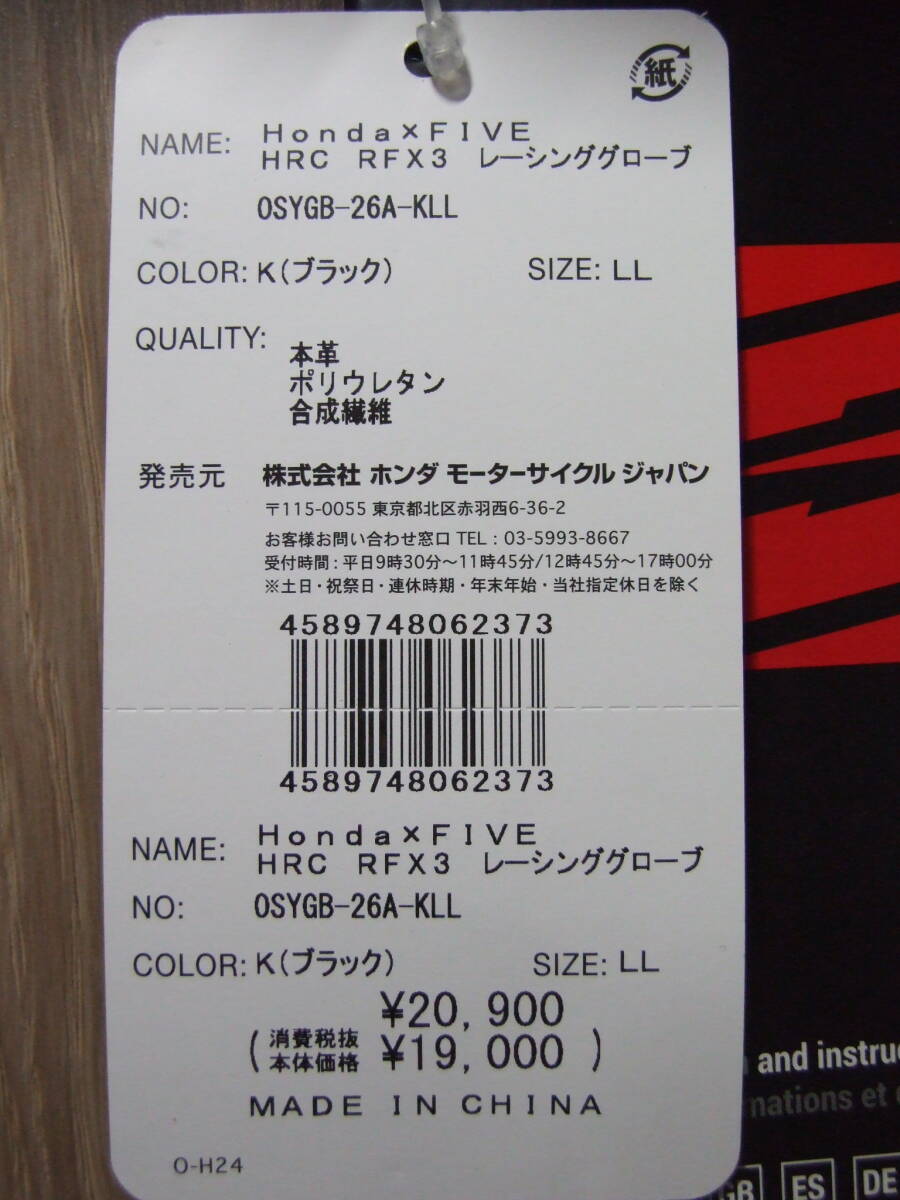 紙
NAME: Honda×FIVE
HRC RFX3 レーシンググローブ
NO: 0SYGB-26A-KLL
COLOR: K(ブラック) SIZE: LL
QUALITY: 本革
ポリウレタン
合成繊維
発売元 株式会社 ホンダ モーターサイクル ジャパン
〒115-0055 東京都北区赤羽西6-36-2
お客様お問い合わせ窓口 TEL : 03-5993-8667
受付時間 : 平日9時30分〜11時45分/12時45分〜17時00分
※土日・祝祭日・連休時期・年末年始・当社指定休日を除く
4589748062373
4589748062373
NAME: Honda×FIVE
HRC RFX3 レーシンググローブ
NO: 0SYGB-26A-KLL
COLOR: K(ブラック) SIZE: LL
¥20,900
(消費税抜本体価格 ¥19,000)
MADE IN CHINA
O-H24
and instruc
mations et
GB ES DE